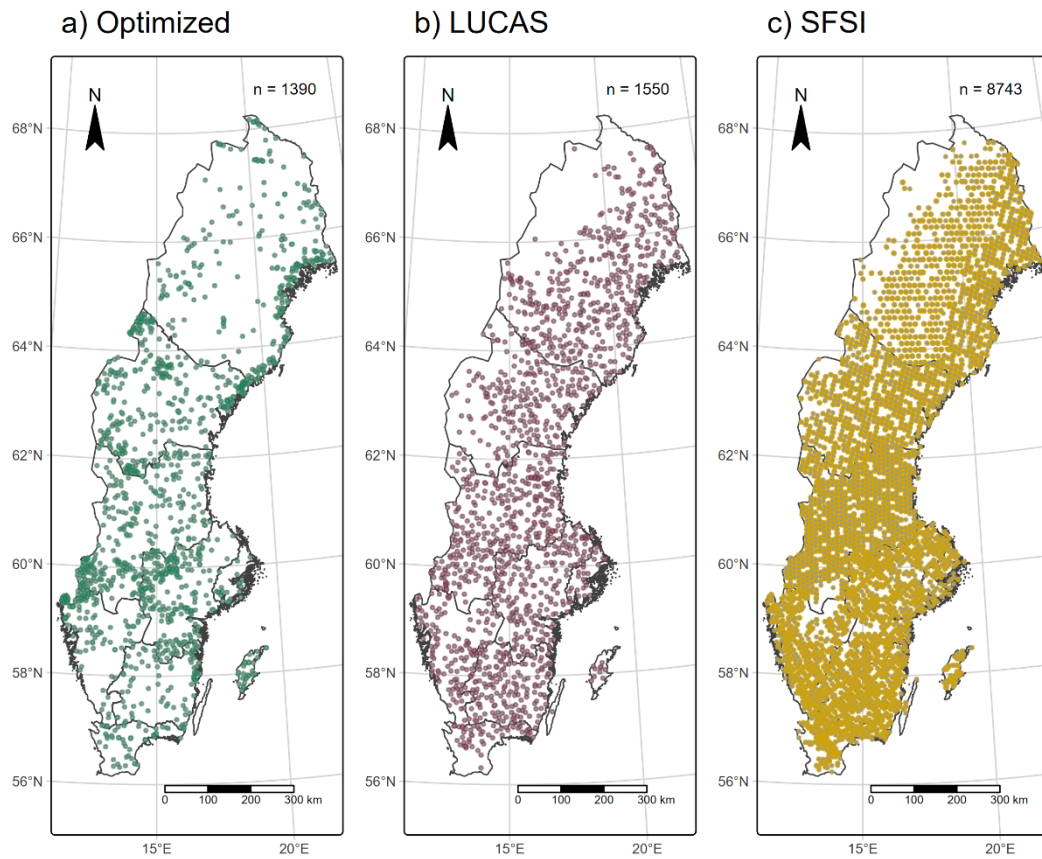 a) Optimized
b) LUCAS
c) SFSI
n = 1390
n = 1550
n = 8743
N
N
N
68°N
66°N
64°N
62°N
60°N
58°N
56°N
68°N
66°N
64°N
62°N
60°N
58°N
56°N
68°N
66°N
64°N
62°N
60°N
58°N
56°N
0 100 200 300 km
0 100 200 300 km
0 100 200 300 km
15°E 20°E
15°E 20°E
15°E 20°E